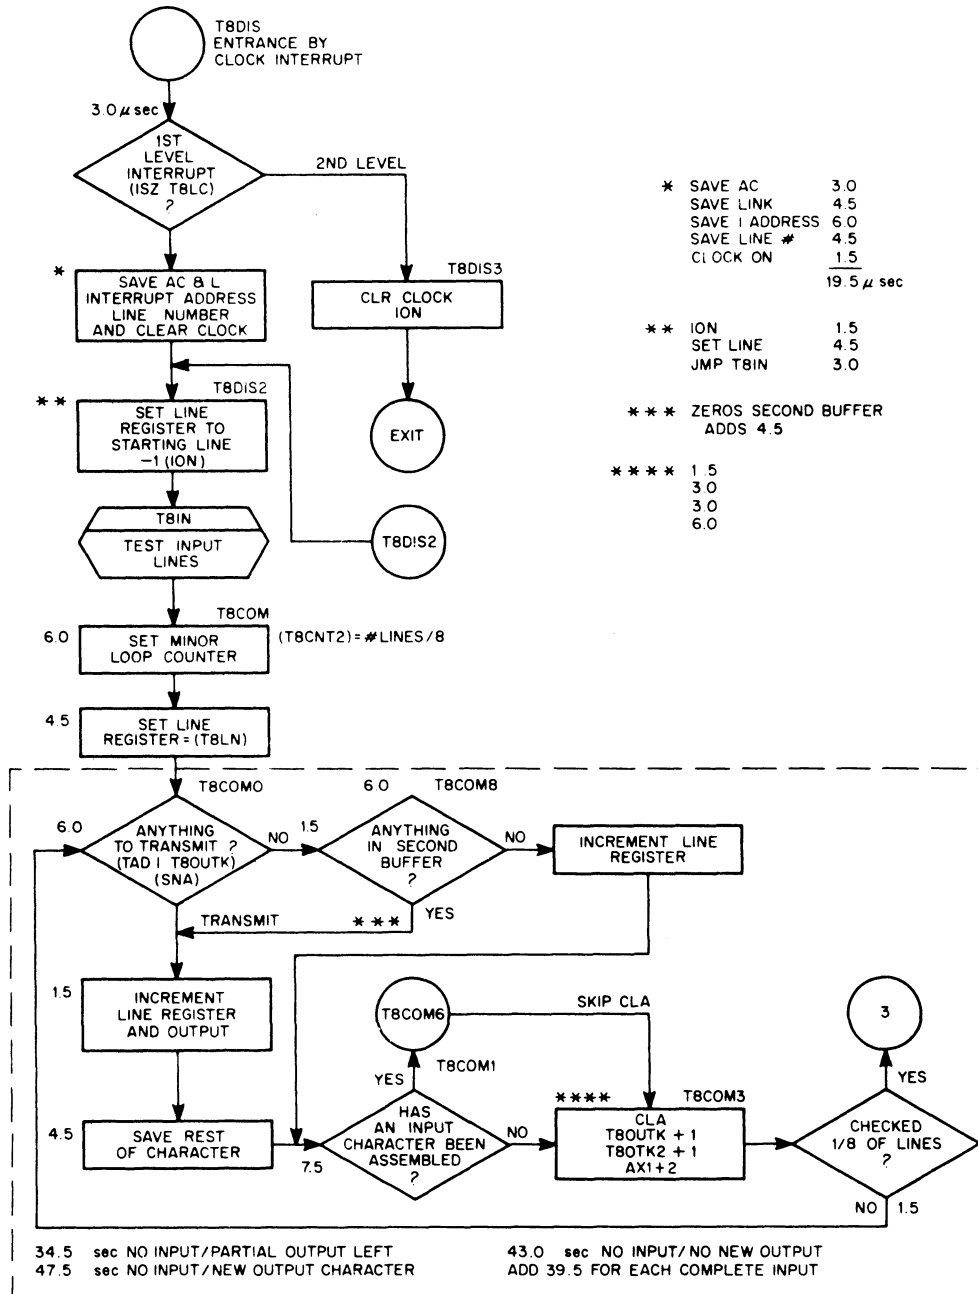 T8DIS
ENTRANCE BY
CLOCK INTERRUPT
3.0 µ sec
1ST
LEVEL
INTERRUPT
(ISZ T8LC)
?
2ND LEVEL
*
SAVE AC & L
INTERRUPT ADDRESS
LINE NUMBER
AND CLEAR CLOCK
T8DIS3
CLR CLOCK
ION
EXIT
* SAVE AC 3.0
SAVE LINK 4.5
SAVE I ADDRESS 6.0
SAVE LINE # 4.5
CLOCK ON 1.5
19.5 µ sec
** ION 1.5
SET LINE 4.5
JMP T8IN 3.0
*** ZEROS SECOND BUFFER
ADDS 4.5
**** 1.5
3.0
3.0
6.0
T8DIS2
**
SET LINE
REGISTER TO
STARTING LINE
-1 (ION)
T8IN
TEST INPUT
LINES
T8DIS2
T8COM
6.0
SET MINOR
LOOP COUNTER
(T8CNT2)=#LINES/8
4.5
SET LINE
REGISTER=(T8LN)
T8COM0
6.0
ANYTHING
TO TRANSMIT ?
(TAD I T8OUTK)
(SNA)
NO
1.5
6.0
T8COM8
ANYTHING
IN SECOND
BUFFER
?
NO
INCREMENT LINE
REGISTER
YES
TRANSMIT
***
1.5
INCREMENT
LINE REGISTER
AND OUTPUT
4.5
SAVE REST
OF CHARACTER
T8COM6
SKIP CLA
YES
T8COM1
HAS
AN INPUT
CHARACTER BEEN
ASSEMBLED
?
7.5
NO
****
T8COM3
CLA
T8OUTK + 1
T8OTK2 + 1
AX1+2
3
YES
CHECKED
1/8 OF LINES
?
NO
1.5
34.5 sec NO INPUT/PARTIAL OUTPUT LEFT
47.5 sec NO INPUT/NEW OUTPUT CHARACTER
43.0 sec NO INPUT/NO NEW OUTPUT
ADD 39.5 FOR EACH COMPLETE INPUT